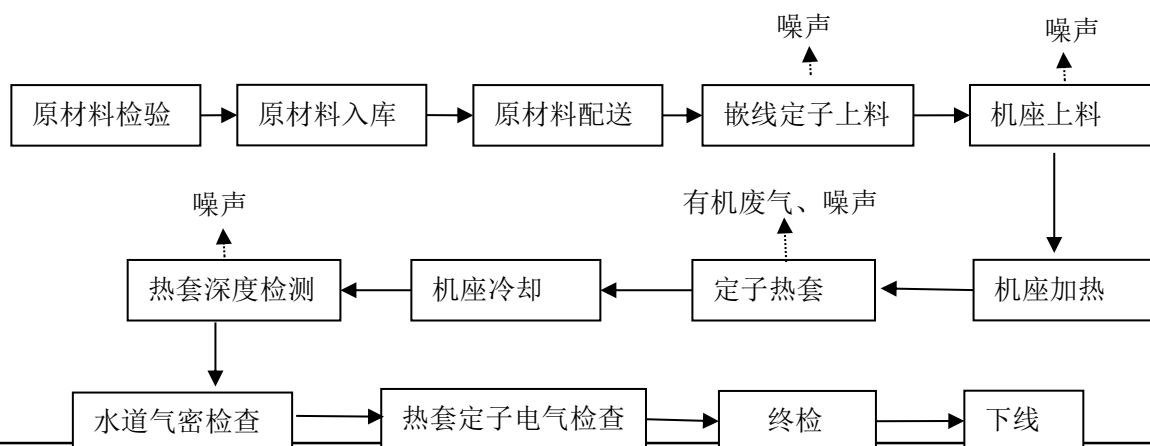 噪声
噪声
原材料检验
原材料入库
原材料配送
嵌线定子上料
机座上料
噪声
有机废气、噪声
热套深度检测
机座冷却
定子热套
机座加热
水道气密检查
热套定子电气检查
终检
下线